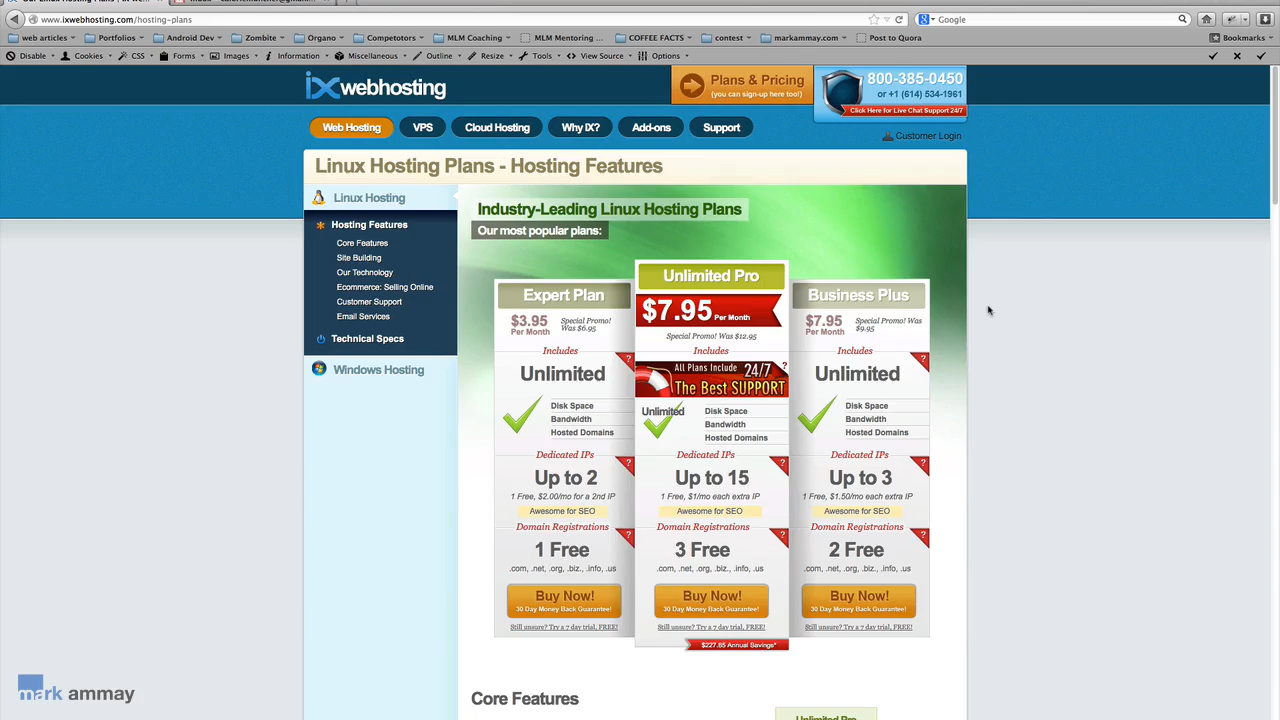 www.ixwebhosting.com/hosting-plans
Google
web articles
Portfolios
Android Dev
Zombite
Organo
Competetors
MLM Coaching
MLM Mentoring ...
COFFEE FACTS
contest
markammay.com
Post to Quora
Bookmarks
Disable
Cookies
CSS
Forms
Images
Information
Miscellaneous
Outline
Resize
Tools
View Source
Options
ixwebhosting
Plans & Pricing
(you can sign-up here too!)
800-385-0450
or +1 (614) 534-1961
Click Here for Live Chat Support 24/7
Web Hosting
VPS
Cloud Hosting
Why IX?
Add-ons
Support
Customer Login
Linux Hosting Plans - Hosting Features
Linux Hosting
Hosting Features
Core Features
Site Building
Our Technology
Ecommerce: Selling Online
Customer Support
Email Services
Technical Specs
Windows Hosting
Industry-Leading Linux Hosting Plans
Our most popular plans:
Expert Plan
$3.95
Per Month
Special Promo!
Was $6.95
Includes
?
Unlimited
Disk Space
Bandwidth
Hosted Domains
Dedicated IPs
?
Up to 2
1 Free, $2.00/mo for a 2nd IP
Awesome for SEO
Domain Registrations
?
1 Free
.com, .net, .org, .biz., .info, .us
Buy Now!
30 Day Money Back Guarantee!
Still unsure? Try a 7 day trial, FREE!
Unlimited Pro
$7.95 Per Month
Special Promo! Was $12.95
Includes
All Plans Include 24/7
?
The Best SUPPORT
Unlimited
Disk Space
Bandwidth
Hosted Domains
Dedicated IPs
?
Up to 15
1 Free, $1/mo each extra IP
Awesome for SEO
Domain Registrations
?
3 Free
.com, .net, .org, .biz., .info, .us
Buy Now!
30 Day Money Back Guarantee!
Still unsure? Try a 7 day trial, FREE!
$227.85 Annual Savings*
Business Plus
$7.95
Per Month
Special Promo! Was
$9.95
Includes
?
Unlimited
Disk Space
Bandwidth
Hosted Domains
Dedicated IPs
?
Up to 3
1 Free, $1.50/mo each extra IP
Awesome for SEO
Domain Registrations
?
2 Free
.com, .net, .org, .biz., .info, .us
Buy Now!
30 Day Money Back Guarantee!
Still unsure? Try a 7 day trial, FREE!
Core Features
Unlimited Pro
mark ammay